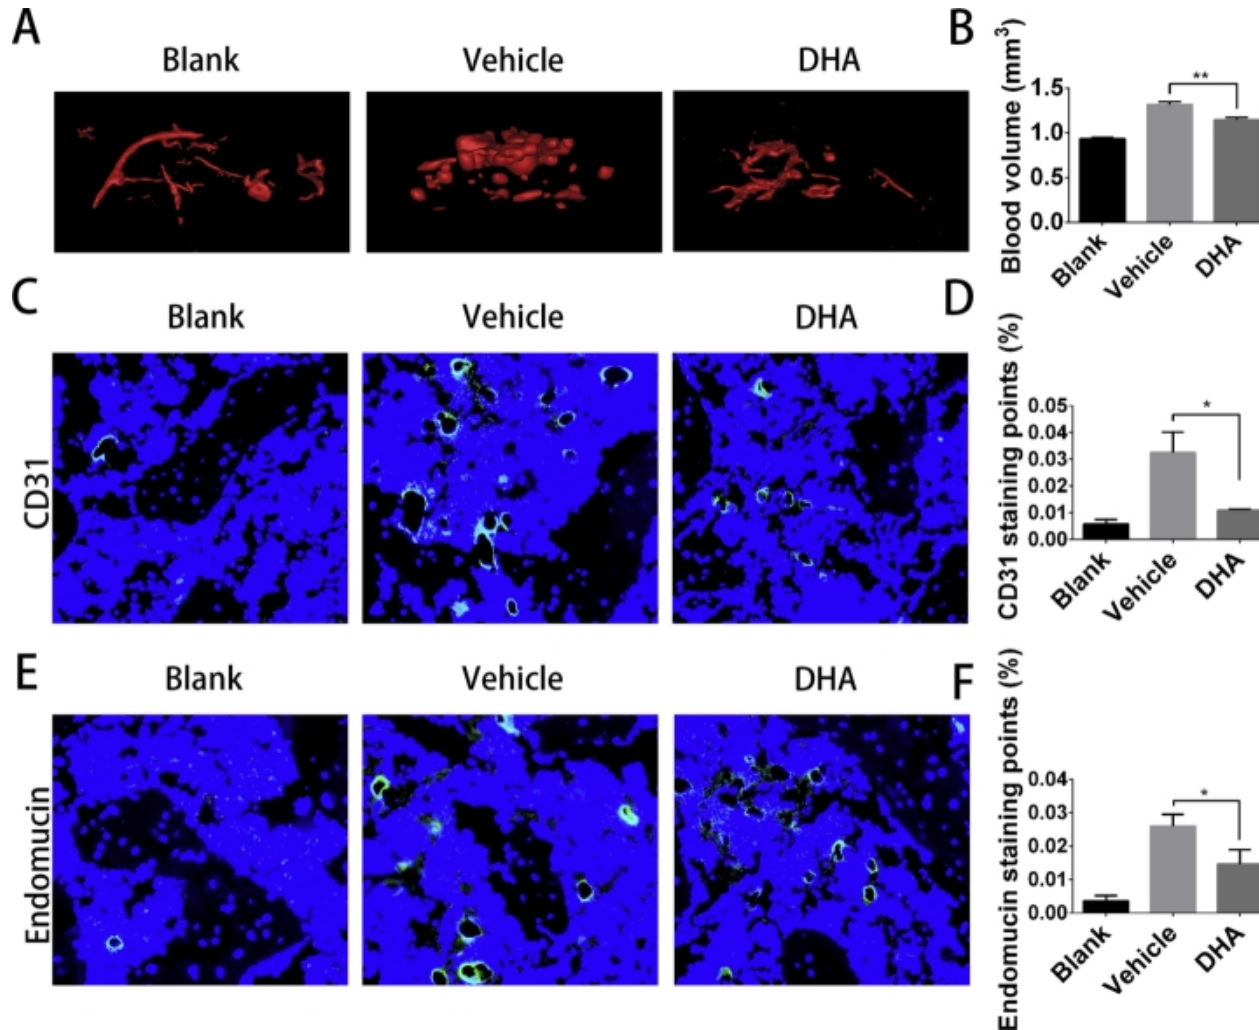 A
Blank
Vehicle
DHA
B
Blood volume (mm³)
1.5
1.0
0.5
0.0
**
Blank
Vehicle
DHA
C
Blank
Vehicle
DHA
CD31
D
CD31 staining points (%)
0.05
0.04
0.03
0.02
0.01
0.00
*
Blank
Vehicle
DHA
E
Blank
Vehicle
DHA
Endomucin
F
Endomucin staining points (%)
0.04
0.03
0.02
0.01
0.00
*
Blank
Vehicle
DHA